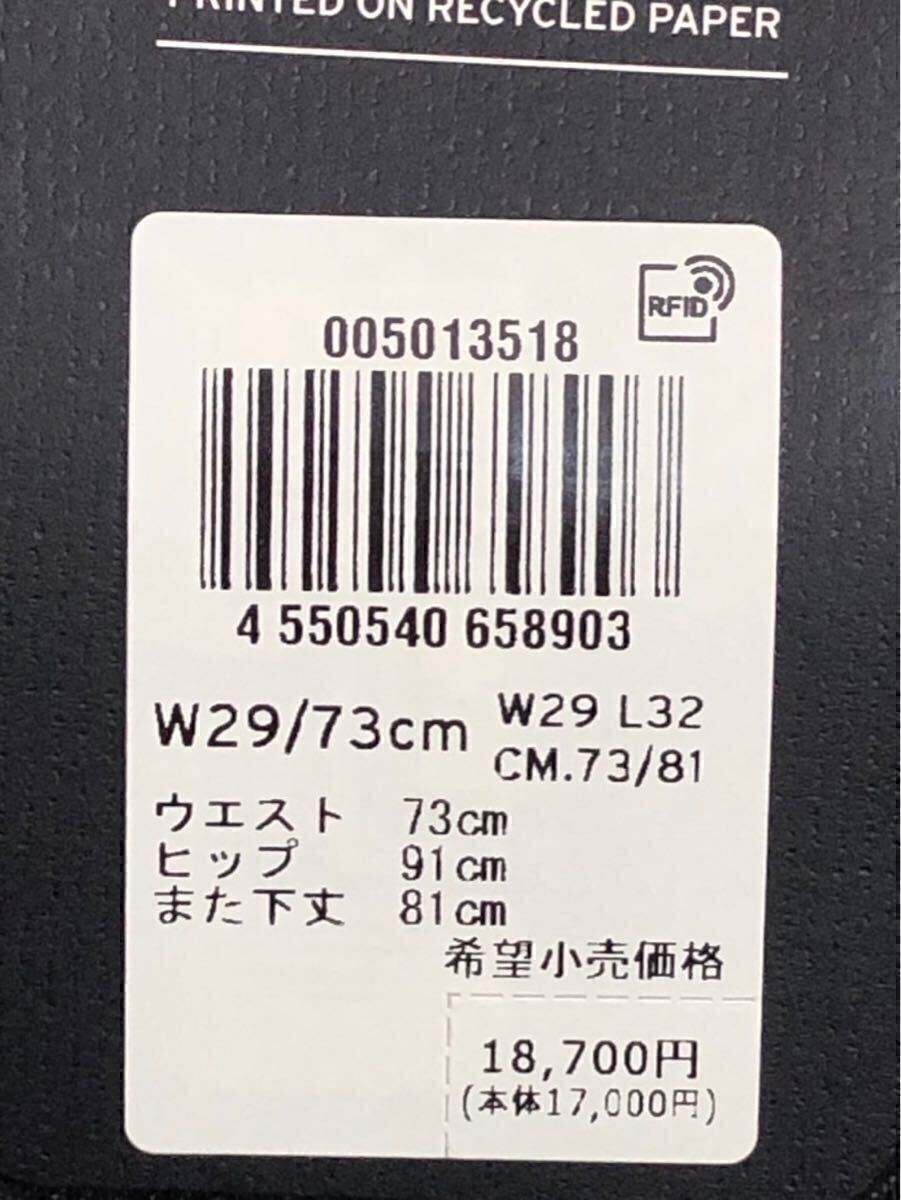 PRINTED ON RECYCLED PAPER
RFID
005013518
4 550540 658903
W29/73cm
W29 L32
CM.73/81
ウエスト 73cm
ヒップ 91cm
また下丈 81cm
希望小売価格
18,700円
(本体17,000円)